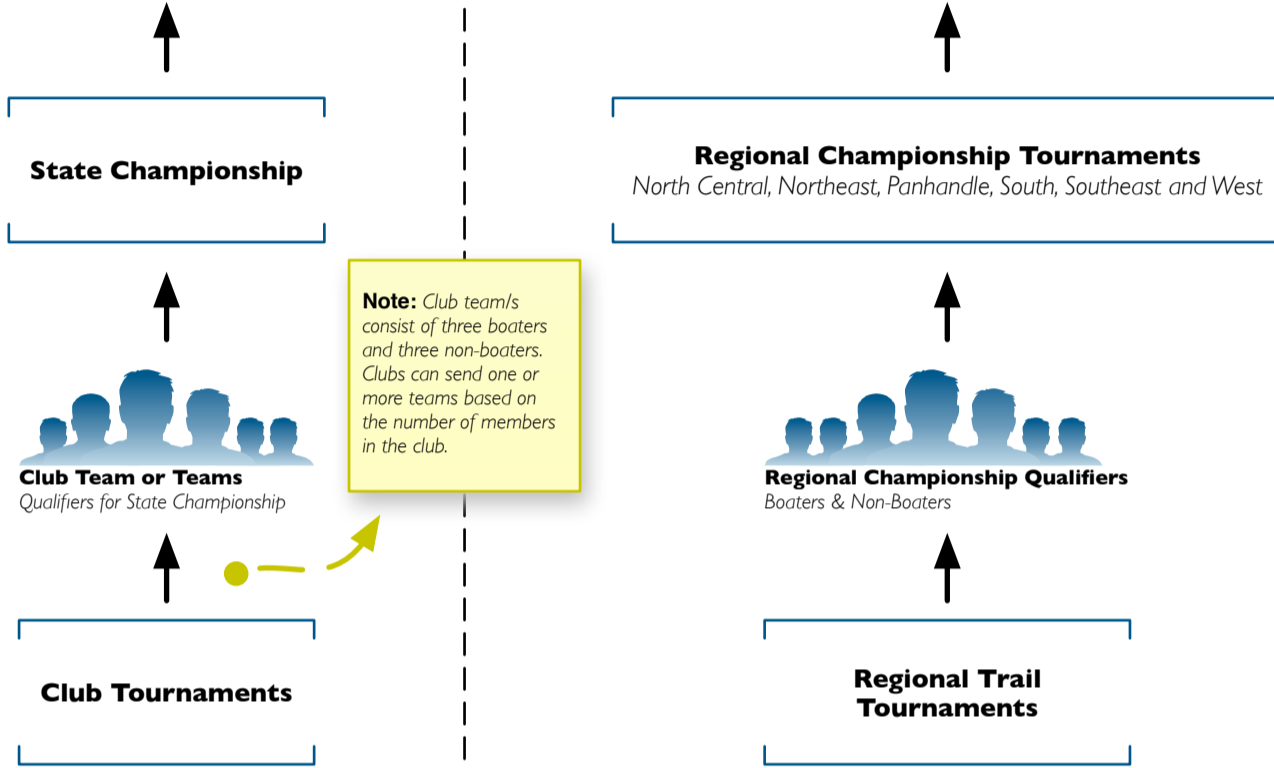 State Championship
Regional Championship Tournaments
North Central, Northeast, Panhandle, South, Southeast and West
Note: Club team/s
consist of three boaters
and three non-boaters.
Clubs can send one or
more teams based on
the number of members
in the club.
Club Team or Teams
Qualifiers for State Championship
Regional Championship Qualifiers
Boaters & Non-Boaters
Club Tournaments
Regional Trail
Tournaments